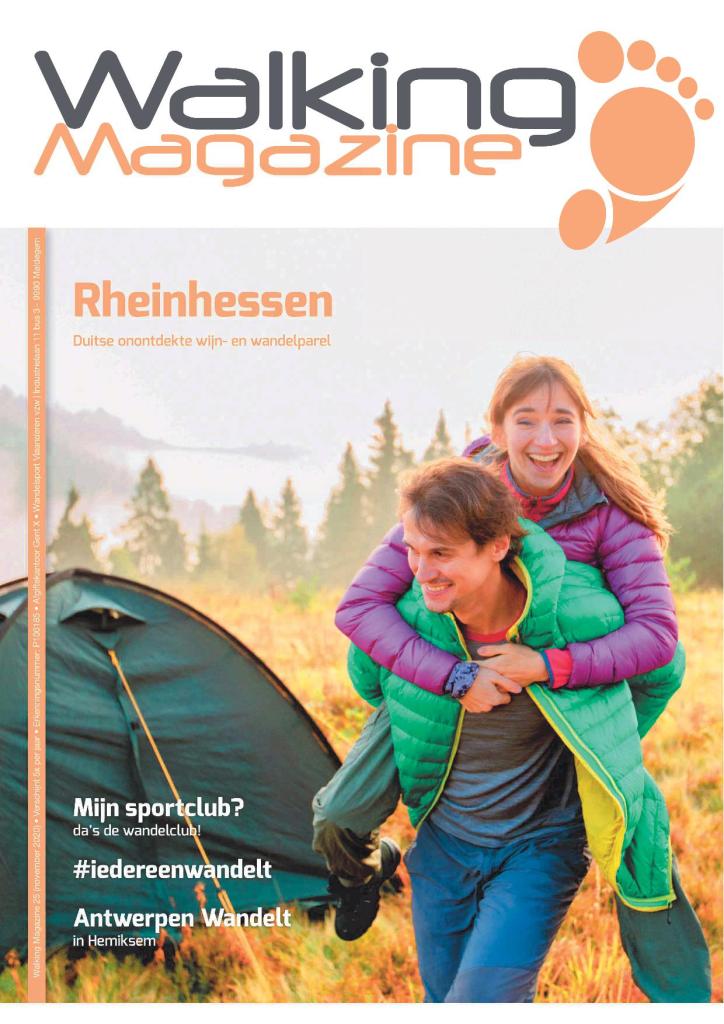 Walking
Magazine
Rheinhessen
Duitse onontdekte wijn- en wandelparel
Mijn sportclub?
da's de wandelclub!
#iedereenwandelt
Antwerpen Wandelt
in Hemiksem
Walking Magazine 25 (november 2020) • Verschijnt 5x per jaar • Erkenningsnummer: P106185 • Afgiftekantoor Gent X • Wandelsport Vlaanderen vzw | Industrielaan 11 bus 3 - 9990 Maldegem